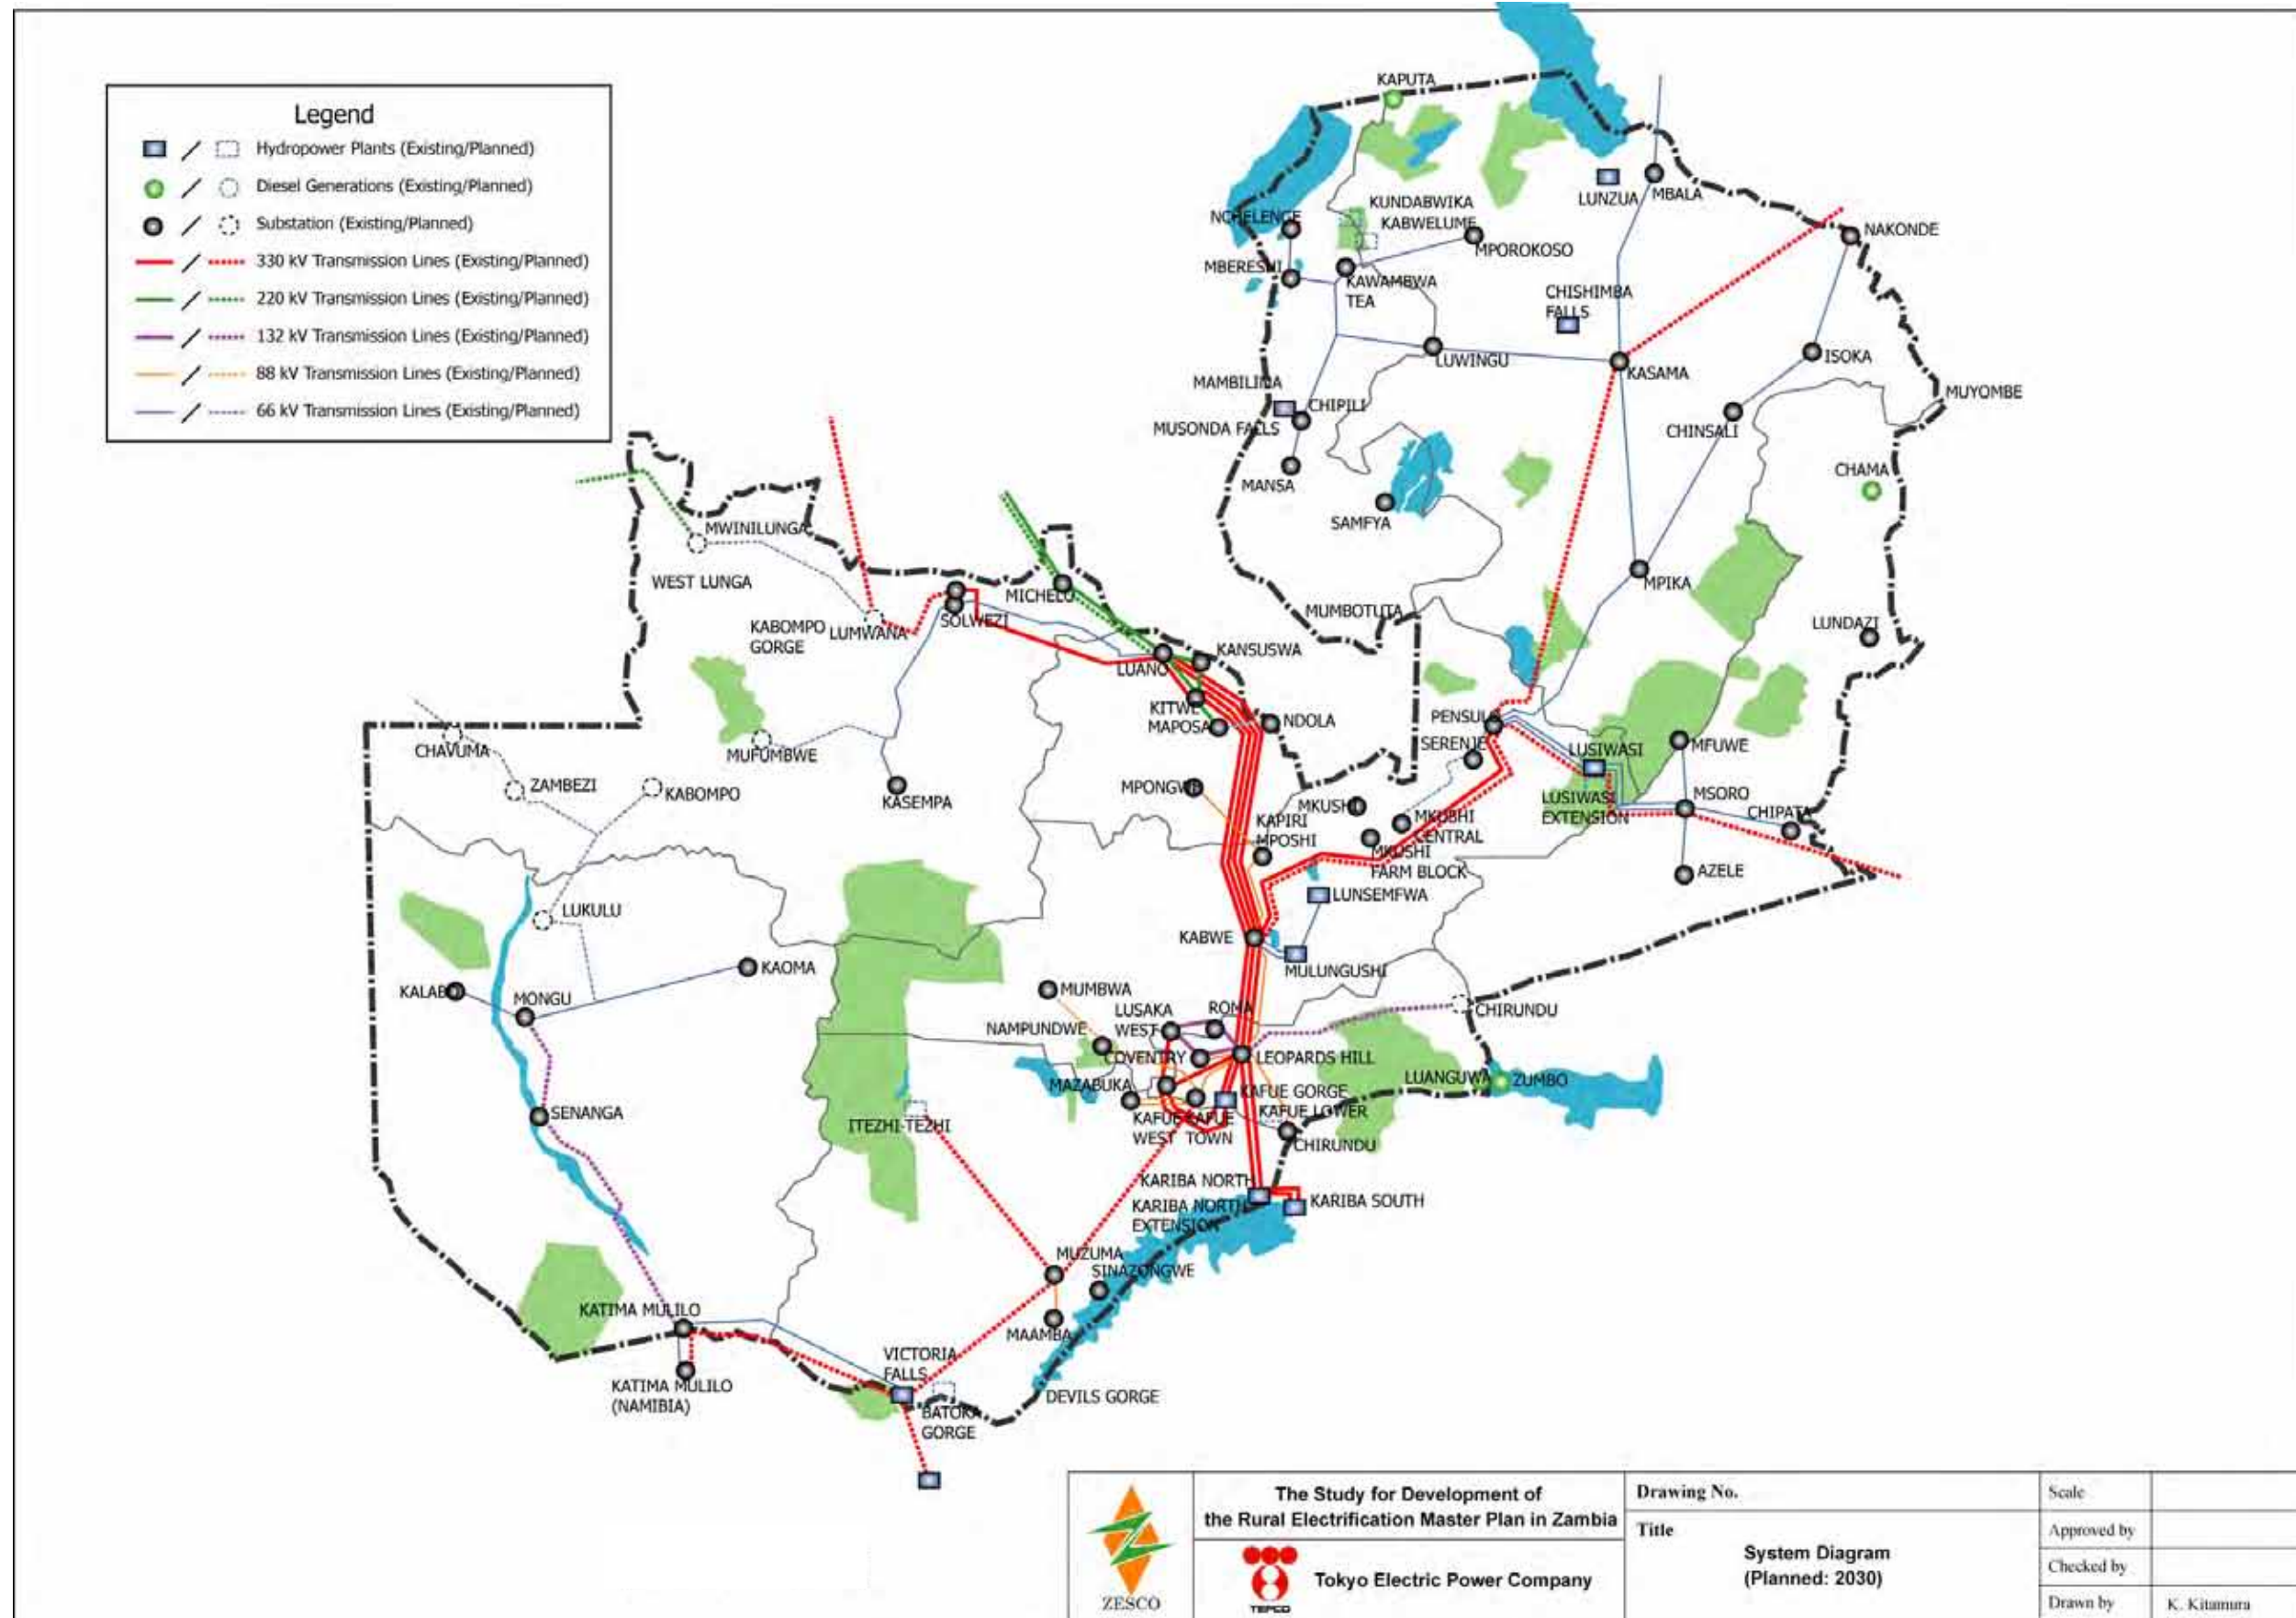 Legend
Hydropower Plants (Existing/Planned)
Diesel Generations (Existing/Planned)
Substation (Existing/Planned)
330 kV Transmission Lines (Existing/Planned)
220 kV Transmission Lines (Existing/Planned)
132 kV Transmission Lines (Existing/Planned)
88 kV Transmission Lines (Existing/Planned)
66 kV Transmission Lines (Existing/Planned)
KAPUTA
LUNZUA
MBALA
KUNDABWIKA
KABWELUME
NCHELENGE
NAKONDE
MPOROKOSO
MBERESHI
KAWAMBWA
TEA
CHISHIMBA
FALLS
LUWINGU
KASAMA
ISOKA
MAMBILIMA
CHIPILI
MUSONDA FALLS
MUYOMBE
CHINSALI
MANSA
CHAMA
SAMFYA
MWINILUNGA
WEST LUNGA
MICHELO
MPIKA
MUMBOTUTA
KABOMPO
GORGE
LUMWANA
SOLWEZI
LUNDAZI
KANSUSWA
LUANO
KITWE
MAPOSA
NDOLA
PENSULO
SERENJE
LUSIWASI
MFUWE
CHAVUMA
MUFUMBWE
ZAMBEZI
KABOMPO
KASEMPA
MPONGWE
MKUSHI
LUSIWASI
EXTENSION
MSORO
CHIPATA
KAPIRI
MPOSHI
MKUSHI
CENTRAL
MKUSHI
FARM BLOCK
AZELE
LUNSEMFWA
LUKULU
KABWE
KAOMA
MULUNGUSHI
KALABO
MONGU
MUMBWA
LUSAKA
WEST
ROMA
CHIRUNDU
NAMPUNDWE
COVENTRY
LEOPARDS HILL
MAZABUKA
LUANGUWA
ZUMBO
KAFUE GORGE
KAFUE LOWER
SENANGA
ITEZHI-TEZHI
KAFUE
WEST
KAFUE
TOWN
CHIRUNDU
KARIBA NORTH
KARIBA NORTH
EXTENSION
KARIBA SOUTH
MUZUMA
SINAZONGWE
KATIMA MULILO
MAAMBA
VICTORIA
FALLS
KATIMA MULILO
(NAMIBIA)
DEVILS GORGE
BATOKA
GORGE
ZESCO
The Study for Development of
the Rural Electrification Master Plan in Zambia
TEPCO
Tokyo Electric Power Company
Drawing No.
Title
System Diagram
(Planned: 2030)
Scale
Approved by
Checked by
Drawn by
K. Kitamura